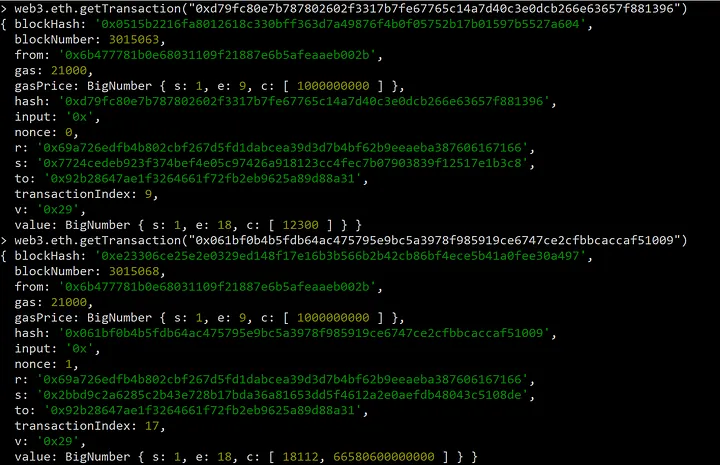 > web3.eth.getTransaction("0xd79fc80e7b787802602f3317b7fe67765c14a7d40c3e0dcb266e63657f881396")
{ blockHash: '0x0515b2216fa8012618c330bff363d7a49876f4b0f05752b17b01597b5527a604',
blockNumber: 3015063,
from: '0x6b477781b0e68031109f21887e6b5afeaaeb002b',
gas: 21000,
gasPrice: BigNumber { s: 1, e: 9, c: [ 1000000000 ] },
hash: '0xd79fc80e7b787802602f3317b7fe67765c14a7d40c3e0dcb266e63657f881396',
input: '0x',
nonce: 0,
r: '0x69a726edfb4b802cbf267d5fd1dabcea39d3d7b4bf62b9eeaeba387606167166',
s: '0x7724cedeb923f374bef4e05c97426a918123cc4fec7b07903839f12517e1b3c8',
to: '0x92b28647ae1f3264661f72fb2eb9625a89d88a31',
transactionIndex: 9,
v: '0x29',
value: BigNumber { s: 1, e: 18, c: [ 12300 ] } }
> web3.eth.getTransaction("0x061bf0b4b5fdb64ac475795e9bc5a3978f985919ce6747ce2cfbbcaccaf51009")
{ blockHash: '0xe23306ce25e2e0329ed148f17e16b3b566b2b42cb86bf4ece5b41a0fee30a497',
blockNumber: 3015068,
from: '0x6b477781b0e68031109f21887e6b5afeaaeb002b',
gas: 21000,
gasPrice: BigNumber { s: 1, e: 9, c: [ 1000000000 ] },
hash: '0x061bf0b4b5fdb64ac475795e9bc5a3978f985919ce6747ce2cfbbcaccaf51009',
input: '0x',
nonce: 1,
r: '0x69a726edfb4b802cbf267d5fd1dabcea39d3d7b4bf62b9eeaeba387606167166',
s: '0x2bbd9c2a6285c2b43e728b17bda36a81653dd5f4612a2e0aefdb48043c5108de',
to: '0x92b28647ae1f3264661f72fb2eb9625a89d88a31',
transactionIndex: 17,
v: '0x29',
value: BigNumber { s: 1, e: 18, c: [ 18112, 66580600000000 ] } }